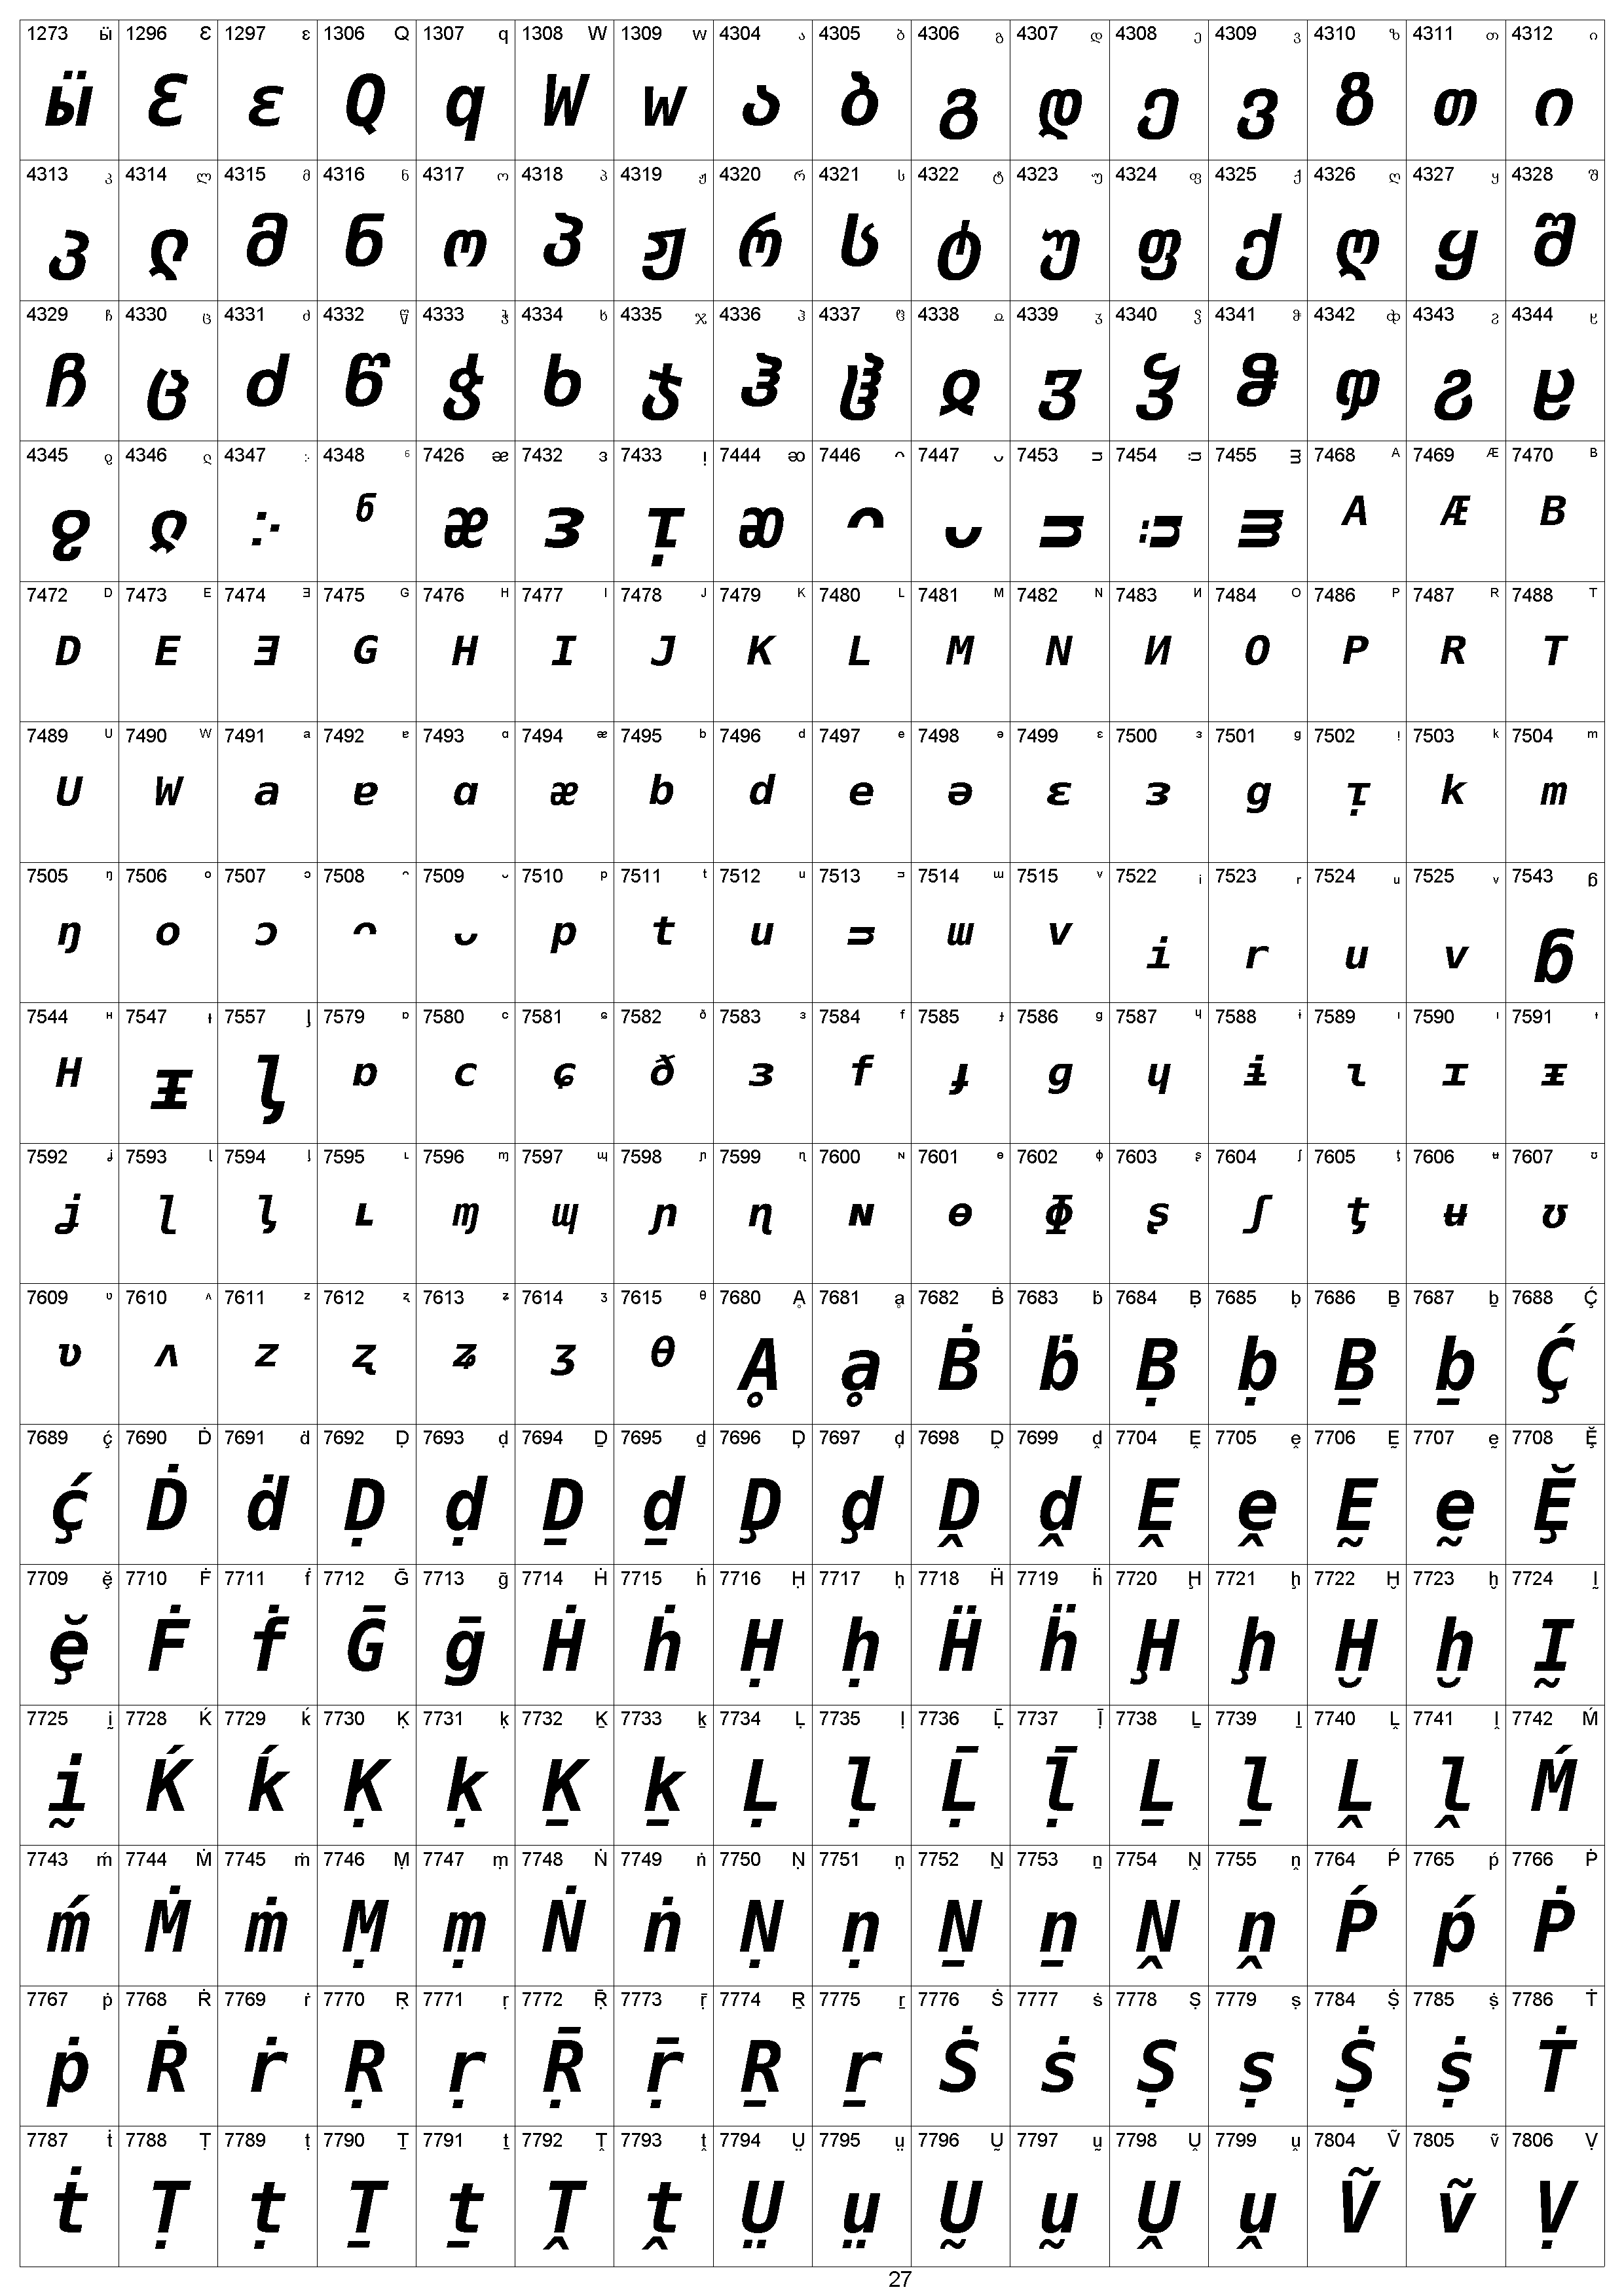 1273 ӹ 1296 Ԑ 1297 ԑ 1306 Ԛ 1307 ԛ 1308 Ԝ 1309 ԝ 4304 ა 4305 ბ 4306 გ 4307 დ 4308 ე 4309 ვ 4310 ზ 4311 თ 4312 ი
ӹ Ԑ ԑ Ԛ ԛ Ԝ ԝ ა ბ გ დ ე ვ ზ თ ი
4313 კ 4314 ლ 4315 მ 4316 ნ 4317 ო 4318 პ 4319 ჟ 4320 რ 4321 ს 4322 ტ 4323 უ 4324 ფ 4325 ქ 4326 ღ 4327 ყ 4328 შ
კ ლ მ ნ ო პ ჟ რ ს ტ უ ფ ქ ღ ყ შ
4329 ჩ 4330 ც 4331 ძ 4332 წ 4333 ჭ 4334 ხ 4335 ჯ 4336 ჰ 4337 ჱ 4338 ჲ 4339 ჳ 4340 ჴ 4341 ჵ 4342 ჶ 4343 ჷ 4344 ჸ
ჩ ც ძ წ ჭ ხ ჯ ჰ ჱ ჲ ჳ ჴ ჵ ჶ ჷ ჸ
4345 ჹ 4346 ჺ 4347 ჻ 4348 ჼ 7426 ᴂ 7432 ᴈ 7433 ᴉ 7444 ᴔ 7446 ᴖ 7447 ᴗ 7453 ᴝ 7454 ᴞ 7455 ᴟ 7468 ᴬ 7469 ᴭ 7470 ᴮ
ჹ ჺ ჻ ჼ ᴂ ᴈ ᴉ ᴔ ᴖ ᴗ ᴝ ᴞ ᴟ ᴬ ᴭ ᴮ
7472 ᴰ 7473 ᴱ 7474 ᴲ 7475 ᴳ 7476 ᴴ 7477 ᴵ 7478 ᴶ 7479 ᴷ 7480 ᴸ 7481 ᴹ 7482 ᴺ 7483 ᴻ 7484 ᴼ 7486 ᴾ 7487 ᴿ 7488 ᵀ
ᴰ ᴱ ᴲ ᴳ ᴴ ᴵ ᴶ ᴷ ᴸ ᴹ ᴺ ᴻ ᴼ ᴾ ᴿ ᵀ
7489 ᵁ 7490 ᵂ 7491 ᵃ 7492 ᵄ 7493 ᵅ 7494 ᵆ 7495 ᵇ 7496 ᵈ 7497 ᵉ 7498 ᵊ 7499 ᵋ 7500 ᵌ 7501 ᵍ 7502 ᵎ 7503 ᵏ 7504 ᵐ
ᵁ ᵂ ᵃ ᵄ ᵅ ᵆ ᵇ ᵈ ᵉ ᵊ ᵋ ᵌ ᵍ ᵎ ᵏ ᵐ
7505 ᵑ 7506 ᵒ 7507 ᵓ 7508 ᵔ 7509 ᵕ 7510 ᵖ 7511 ᵗ 7512 ᵘ 7513 ᵙ 7514 ᵚ 7515 ᵛ 7522 ᵢ 7523 ᵣ 7524 ᵤ 7525 ᵥ 7543 ᵷ
ᵑ ᵒ ᵓ ᵔ ᵕ ᵖ ᵗ ᵘ ᵙ ᵚ ᵛ ᵢ ᵣ ᵤ ᵥ ᵷ
7544 ᵸ 7547 ᵻ 7557 ᶅ 7579 ᶛ 7580 ᶜ 7581 ᶝ 7582 ᶞ 7583 ᶟ 7584 ᶠ 7585 ᶡ 7586 ᶢ 7587 ᶣ 7588 ᶤ 7589 ᶥ 7590 ᶦ 7591 ᶧ
ᵸ ᵻ ᶅ ᶛ ᶜ ᶝ ᶞ ᶟ ᶠ ᶡ ᶢ ᶣ ᶤ ᶥ ᶦ ᶧ
7592 ᶨ 7593 ᶩ 7594 ᶪ 7595 ᶫ 7596 ᶬ 7597 ᶭ 7598 ᶮ 7599 ᶯ 7600 ᶰ 7601 ᶱ 7602 ᶲ 7603 ᶳ 7604 ᶴ 7605 ᶵ 7606 ᶶ 7607 ᶷ
ᶨ ᶩ ᶪ ᶫ ᶬ ᶭ ᶮ ᶯ ᶰ ᶱ ᶲ ᶳ ᶴ ᶵ ᶶ ᶷ
7609 ᶹ 7610 ᶺ 7611 ᶻ 7612 ᶼ 7613 ᶽ 7614 ᶾ 7615 ᶿ 7680 Ḁ 7681 ḁ 7682 Ḃ 7683 ḃ 7684 Ḅ 7685 ḅ 7686 Ḇ 7687 ḇ 7688 Ḉ
ᶹ ᶺ ᶻ ᶼ ᶽ ᶾ ᶿ Ḁ ḁ Ḃ ḃ Ḅ ḅ Ḇ ḇ Ḉ
7689 ḉ 7690 Ḋ 7691 ḋ 7692 Ḍ 7693 ḍ 7694 Ḏ 7695 ḏ 7696 Ḑ 7697 ḑ 7698 Ḓ 7699 ḓ 7704 Ḙ 7705 ḙ 7706 Ḛ 7707 ḛ 7708 Ḝ
ḉ Ḋ ḋ Ḍ ḍ Ḏ ḏ Ḑ ḑ Ḓ ḓ Ḙ ḙ Ḛ ḛ Ḝ
7709 ḝ 7710 Ḟ 7711 ḟ 7712 Ḡ 7713 ḡ 7714 Ḣ 7715 ḣ 7716 Ḥ 7717 ḥ 7718 Ḧ 7719 ḧ 7720 Ḩ 7721 ḩ 7722 Ḫ 7723 ḫ 7724 Ḭ
ḝ Ḟ ḟ Ḡ ḡ Ḣ ḣ Ḥ ḥ Ḧ ḧ Ḩ ḩ Ḫ ḫ Ḭ
7725 ḭ 7728 Ḱ 7729 ḱ 7730 Ḳ 7731 ḳ 7732 Ḵ 7733 ḵ 7734 Ḷ 7735 ḷ 7736 Ḹ 7737 ḹ 7738 Ḻ 7739 ḻ 7740 Ḽ 7741 ḽ 7742 Ḿ
ḭ Ḱ ḱ Ḳ ḳ Ḵ ḵ Ḷ ḷ Ḹ ḹ Ḻ ḻ Ḽ ḽ Ḿ
7743 ḿ 7744 Ṁ 7745 ṁ 7746 Ṃ 7747 ṃ 7748 Ṅ 7749 ṅ 7750 Ṇ 7751 ṇ 7752 Ṉ 7753 ṉ 7754 Ṋ 7755 ṋ 7764 Ṕ 7765 ṕ 7766 Ṗ
ḿ Ṁ ṁ Ṃ ṃ Ṅ ṅ Ṇ ṇ Ṉ ṉ Ṋ ṋ Ṕ ṕ Ṗ
7767 ṗ 7768 Ṙ 7769 ṙ 7770 Ṛ 7771 ṛ 7772 Ṝ 7773 ṝ 7774 Ṟ 7775 ṟ 7776 Ṡ 7777 ṡ 7778 Ṣ 7779 ṣ 7784 Ṩ 7785 ṩ 7786 Ṫ
ṗ Ṙ ṙ Ṛ ṛ Ṝ ṝ Ṟ ṟ Ṡ ṡ Ṣ ṣ Ṩ ṩ Ṫ
7787 ṫ 7788 Ṭ 7789 ṭ 7790 Ṯ 7791 ṯ 7792 Ṱ 7793 ṱ 7794 Ṳ 7795 ṳ 7796 Ṵ 7797 ṵ 7798 Ṷ 7799 ṷ 7804 Ṽ 7805 ṽ 7806 Ṿ
ṫ Ṭ ṭ Ṯ ṯ Ṱ ṱ Ṳ ṳ Ṵ ṵ Ṷ ṷ Ṽ ṽ Ṿ
27